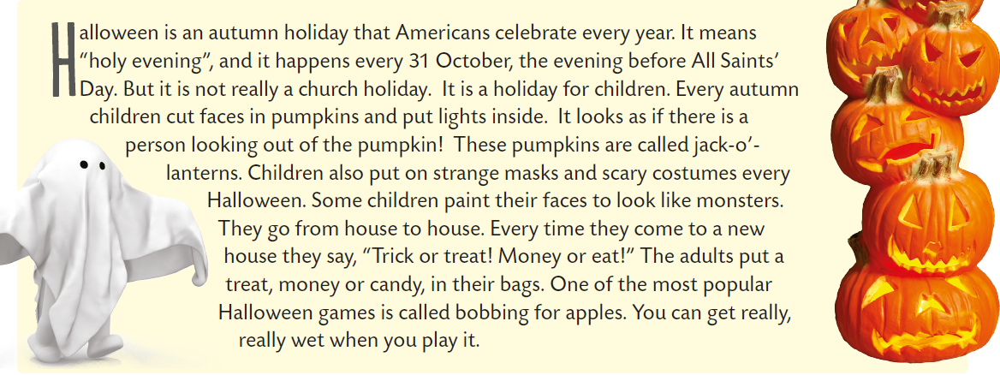 Halloween is an autumn holiday that Americans celebrate every year. It means
“holy evening”, and it happens every 31 October, the evening before All Saints’
Day. But it is not really a church holiday. It is a holiday for children. Every autumn
children cut faces in pumpkins and put lights inside. It looks as if there is a
person looking out of the pumpkin! These pumpkins are called jack-o’-
lanterns. Children also put on strange masks and scary costumes every
Halloween. Some children paint their faces to look like monsters.
They go from house to house. Every time they come to a new
house they say, “Trick or treat! Money or eat!” The adults put a
treat, money or candy, in their bags. One of the most popular
Halloween games is called bobbing for apples. You can get really,
really wet when you play it.